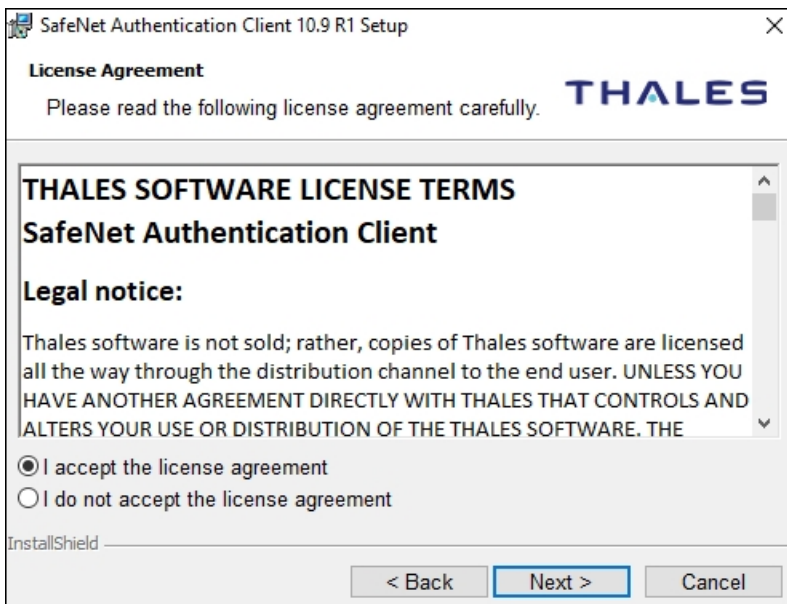 SafeNet Authentication Client 10.9 R1 Setup
License Agreement
Please read the following license agreement carefully.
THALES
THALES SOFTWARE LICENSE TERMS
SafeNet Authentication Client
Legal notice:
Thales software is not sold; rather, copies of Thales software are licensed
all the way through the distribution channel to the end user. UNLESS YOU
HAVE ANOTHER AGREEMENT DIRECTLY WITH THALES THAT CONTROLS AND
ALTERS YOUR USE OR DISTRIBUTION OF THE THALES SOFTWARE. THE
I accept the license agreement
I do not accept the license agreement
InstallShield
< Back Next > Cancel